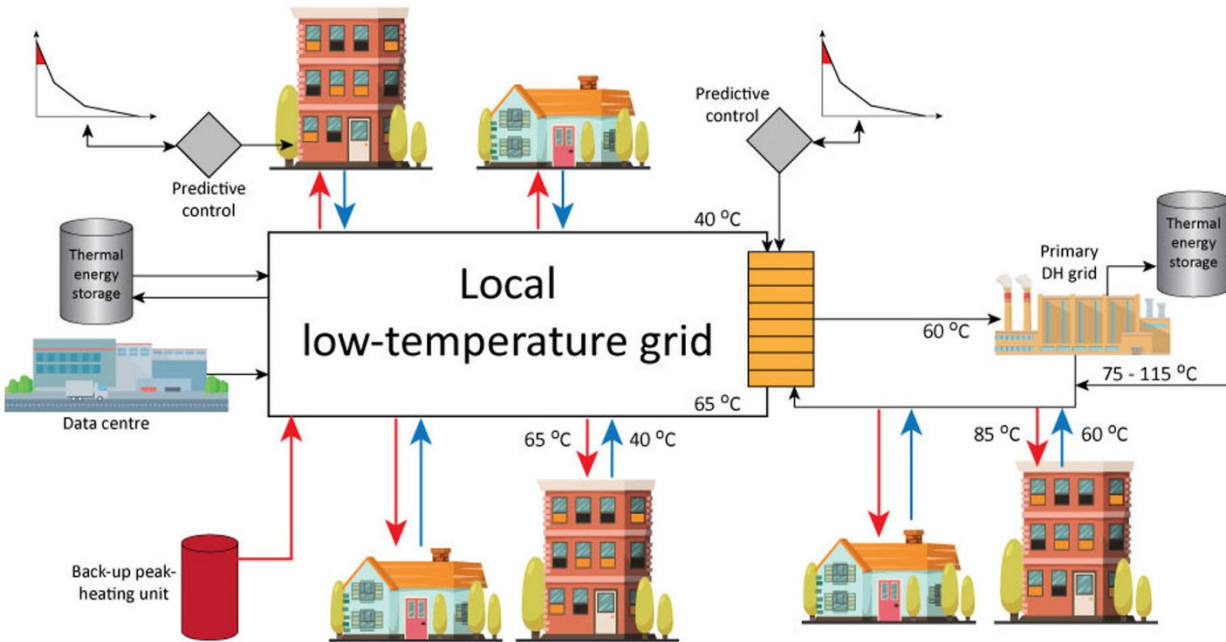 Predictive
control
Predictive
control
40 °C
Thermal
energy
storage
Thermal
energy
storage
Primary
DH grid
Local
low-temperature grid
60 °C
75 - 115 °C
65 °C
Data centre
65 °C
40 °C
85 °C
60 °C
Back-up peak-
heating unit